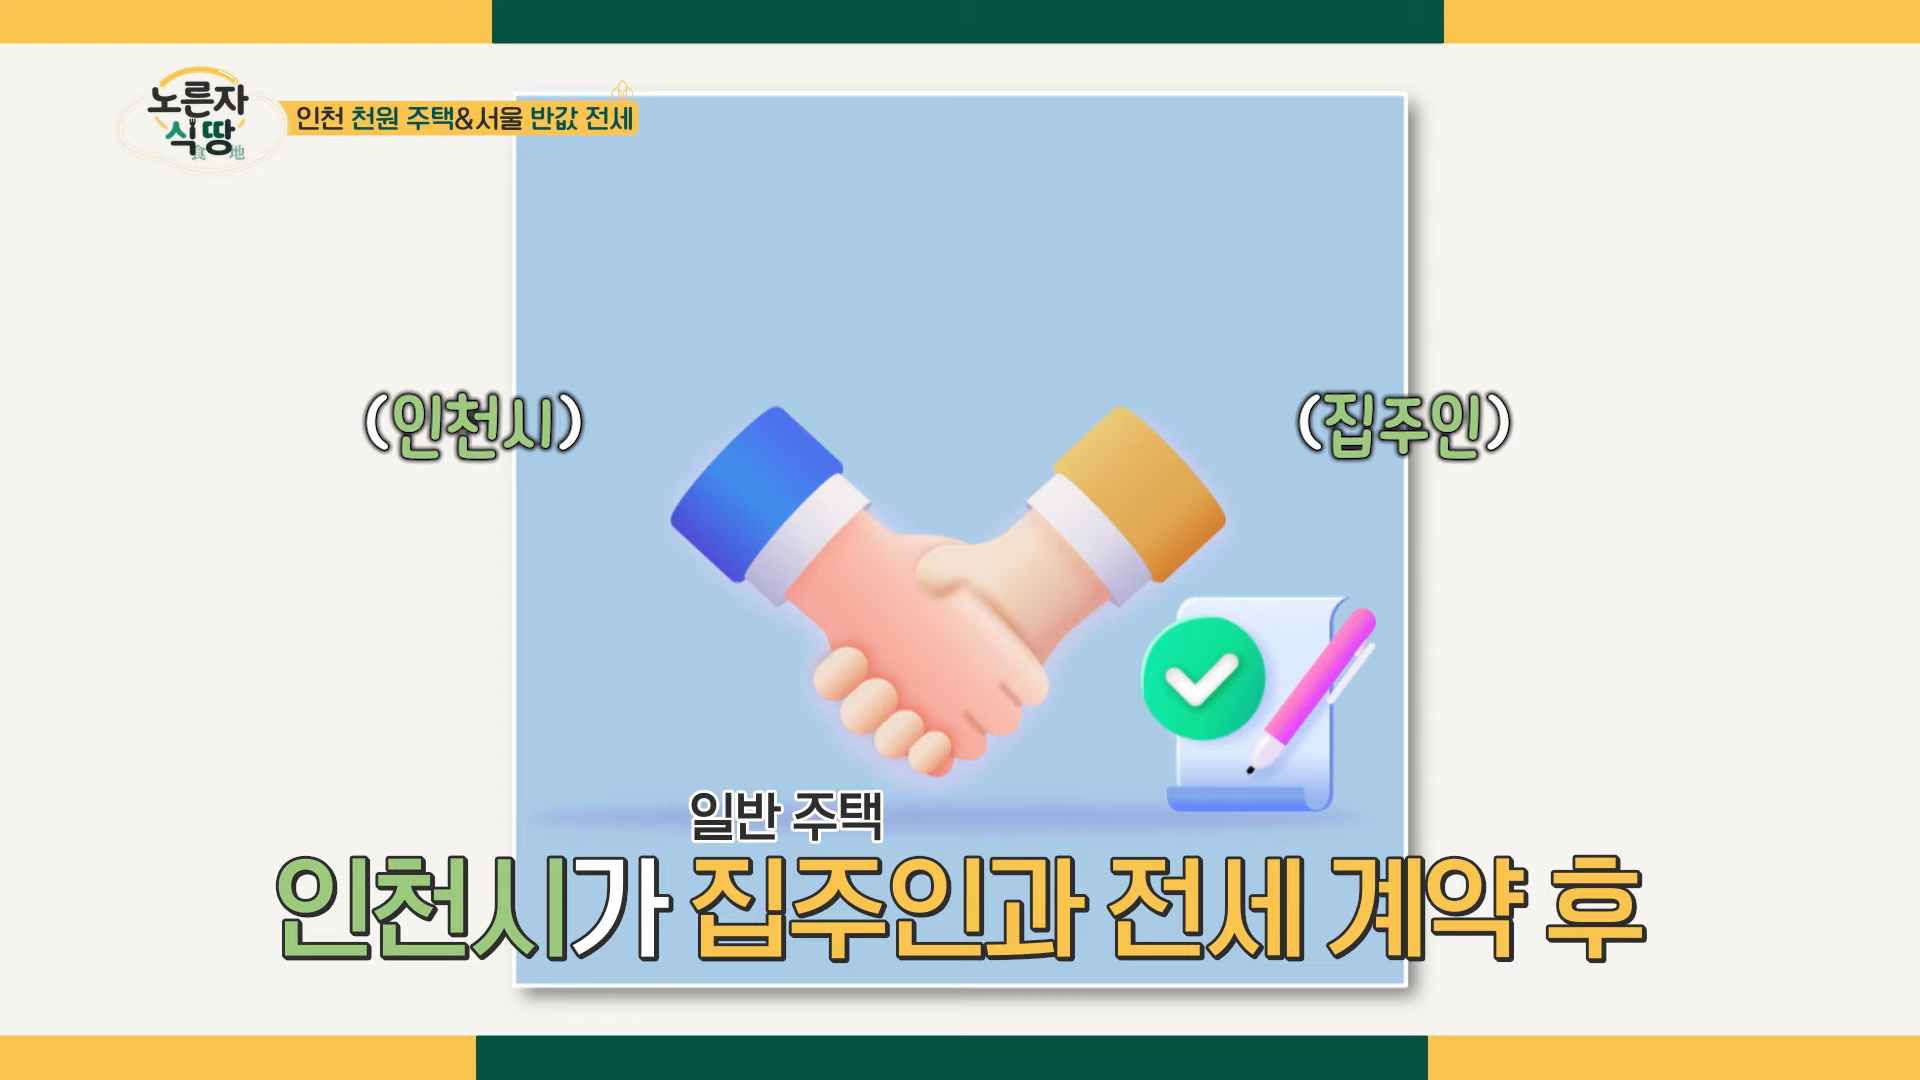 노른자
식땅
食 地
인천 천원 주택&서울 반값 전세
(인천시)
(집주인)
일반 주택
인천시가 집주인과 전세 계약 후